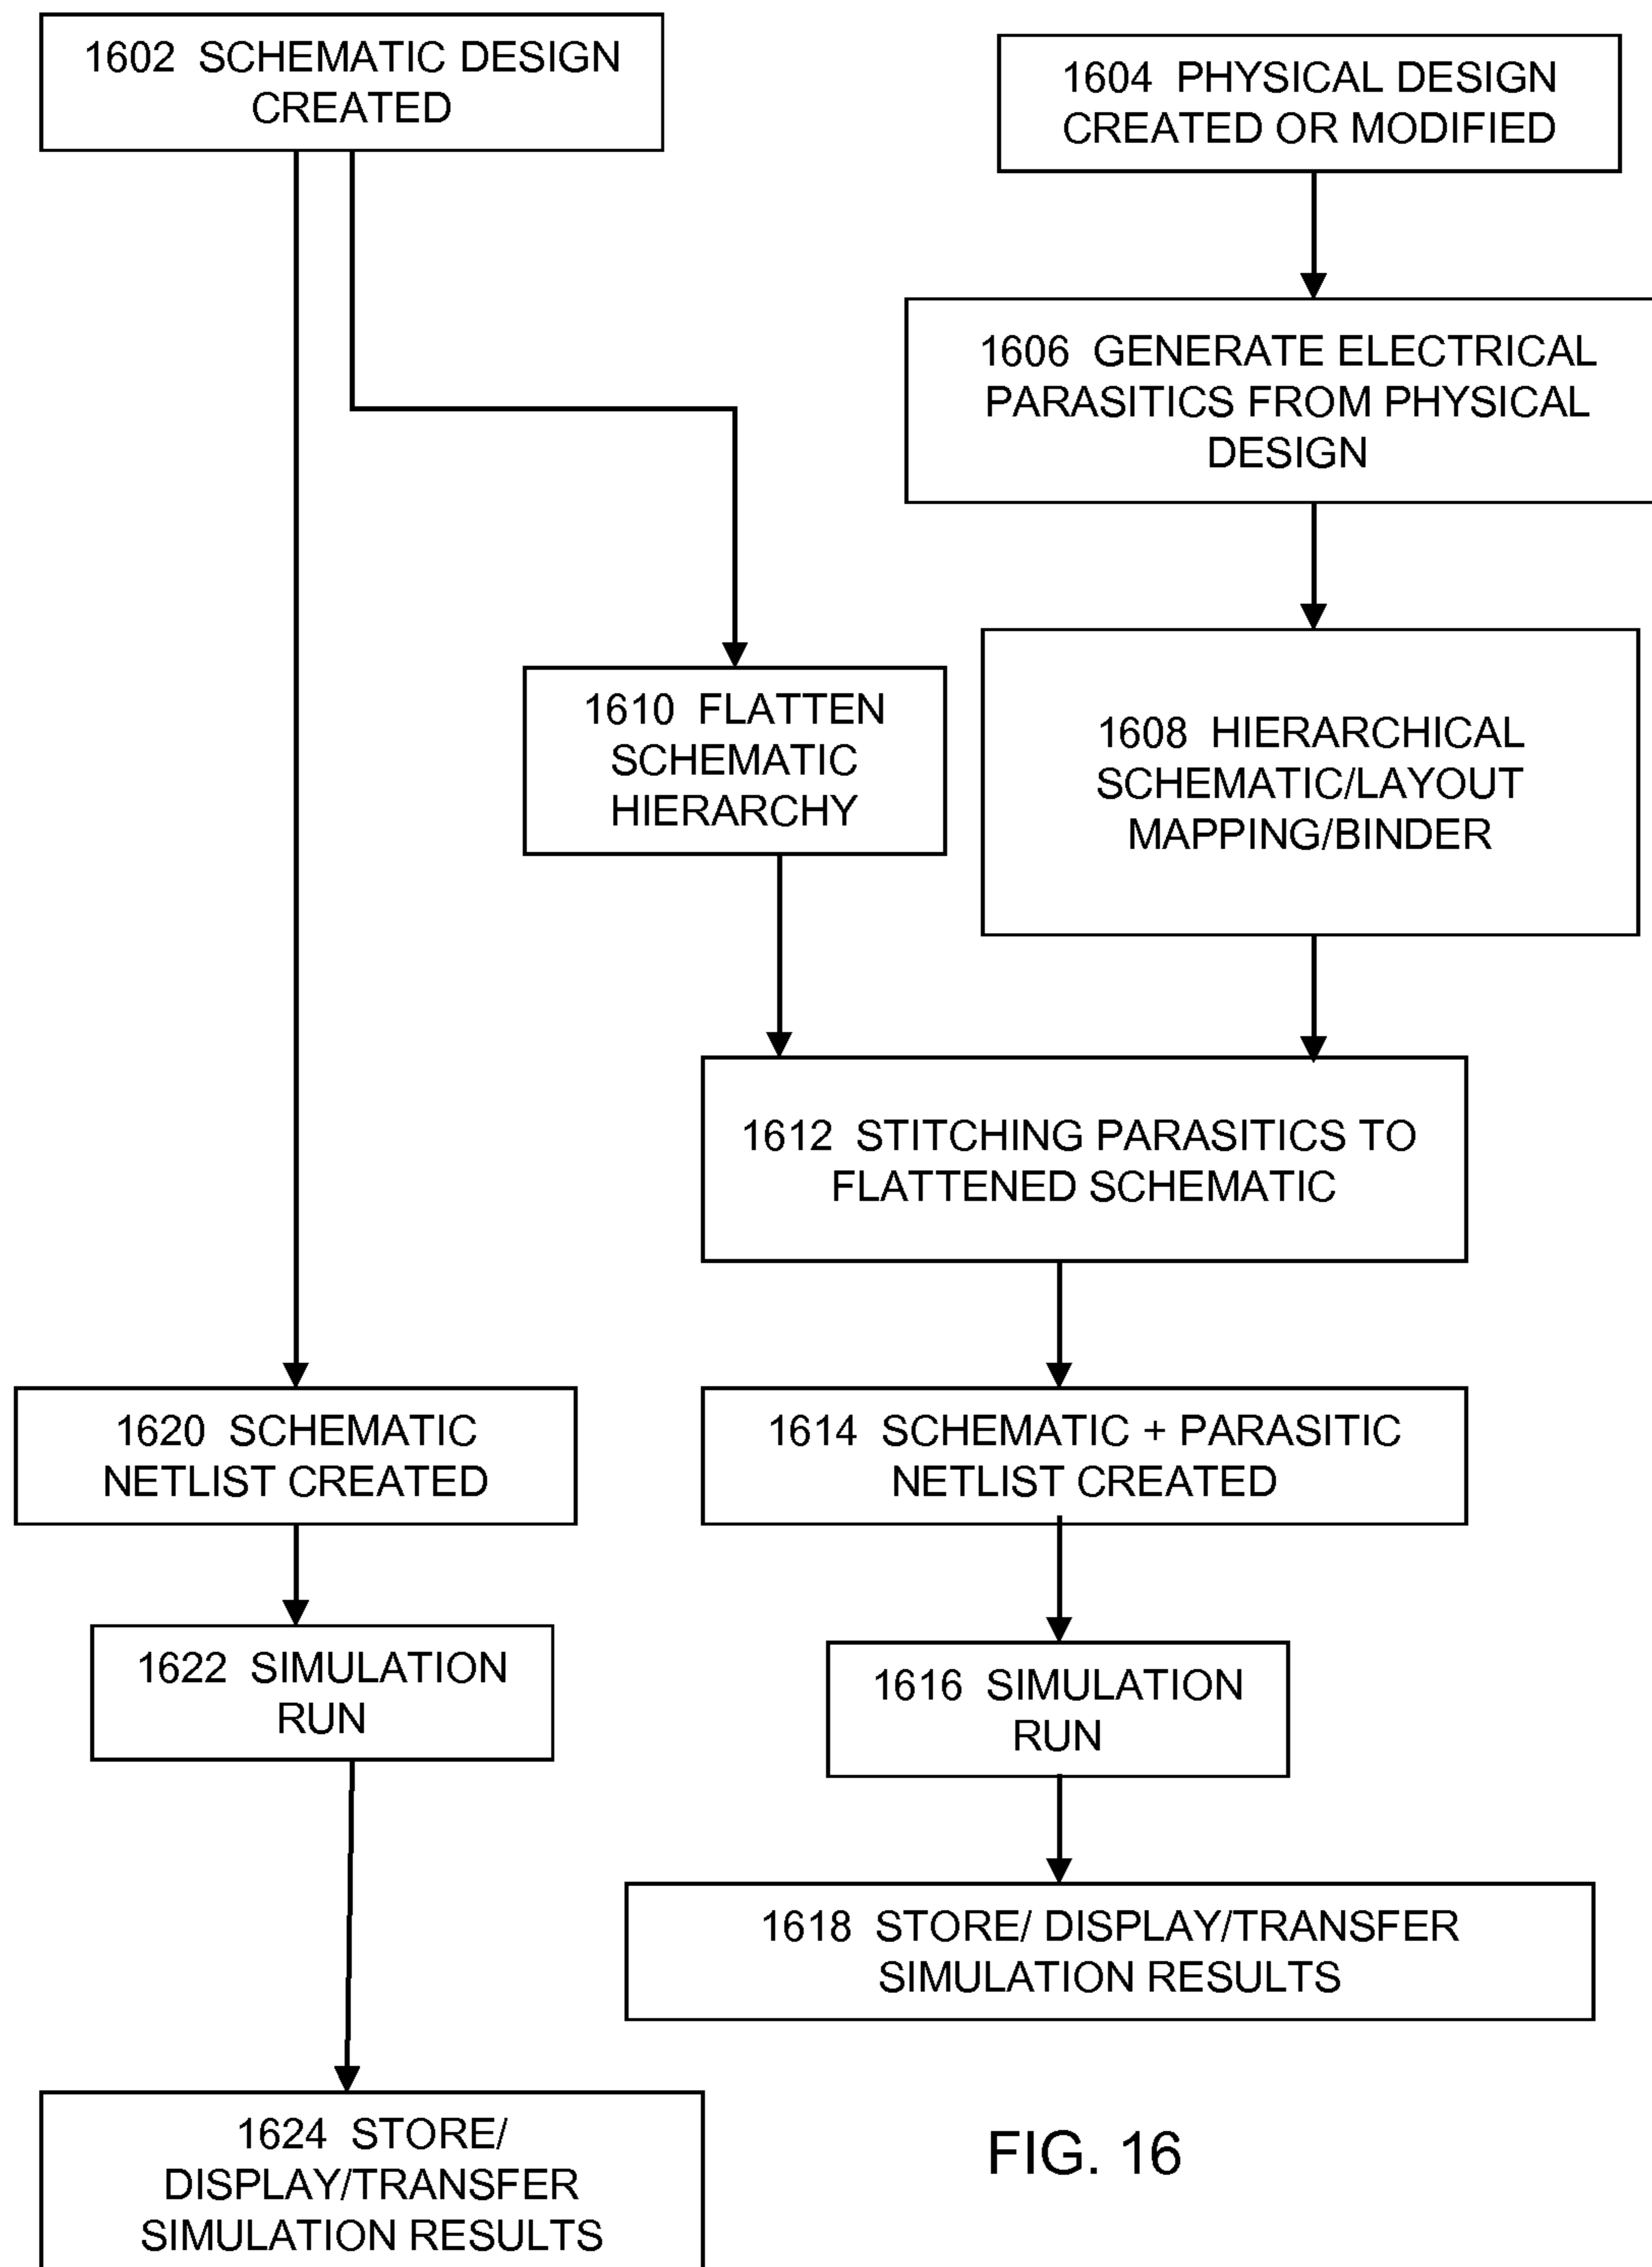 1602 SCHEMATIC DESIGN
CREATED
1604 PHYSICAL DESIGN
CREATED OR MODIFIED
1606 GENERATE ELECTRICAL
PARASITICS FROM PHYSICAL
DESIGN
1610 FLATTEN
SCHEMATIC
HIERARCHY
1608 HIERARCHICAL
SCHEMATIC/LAYOUT
MAPPING/BINDER
1612 STITCHING PARASITICS TO
FLATTENED SCHEMATIC
1620 SCHEMATIC
NETLIST CREATED
1614 SCHEMATIC + PARASITIC
NETLIST CREATED
1622 SIMULATION
RUN
1616 SIMULATION
RUN
1618 STORE/ DISPLAY/TRANSFER
SIMULATION RESULTS
1624 STORE/
DISPLAY/TRANSFER
SIMULATION RESULTS
FIG. 16